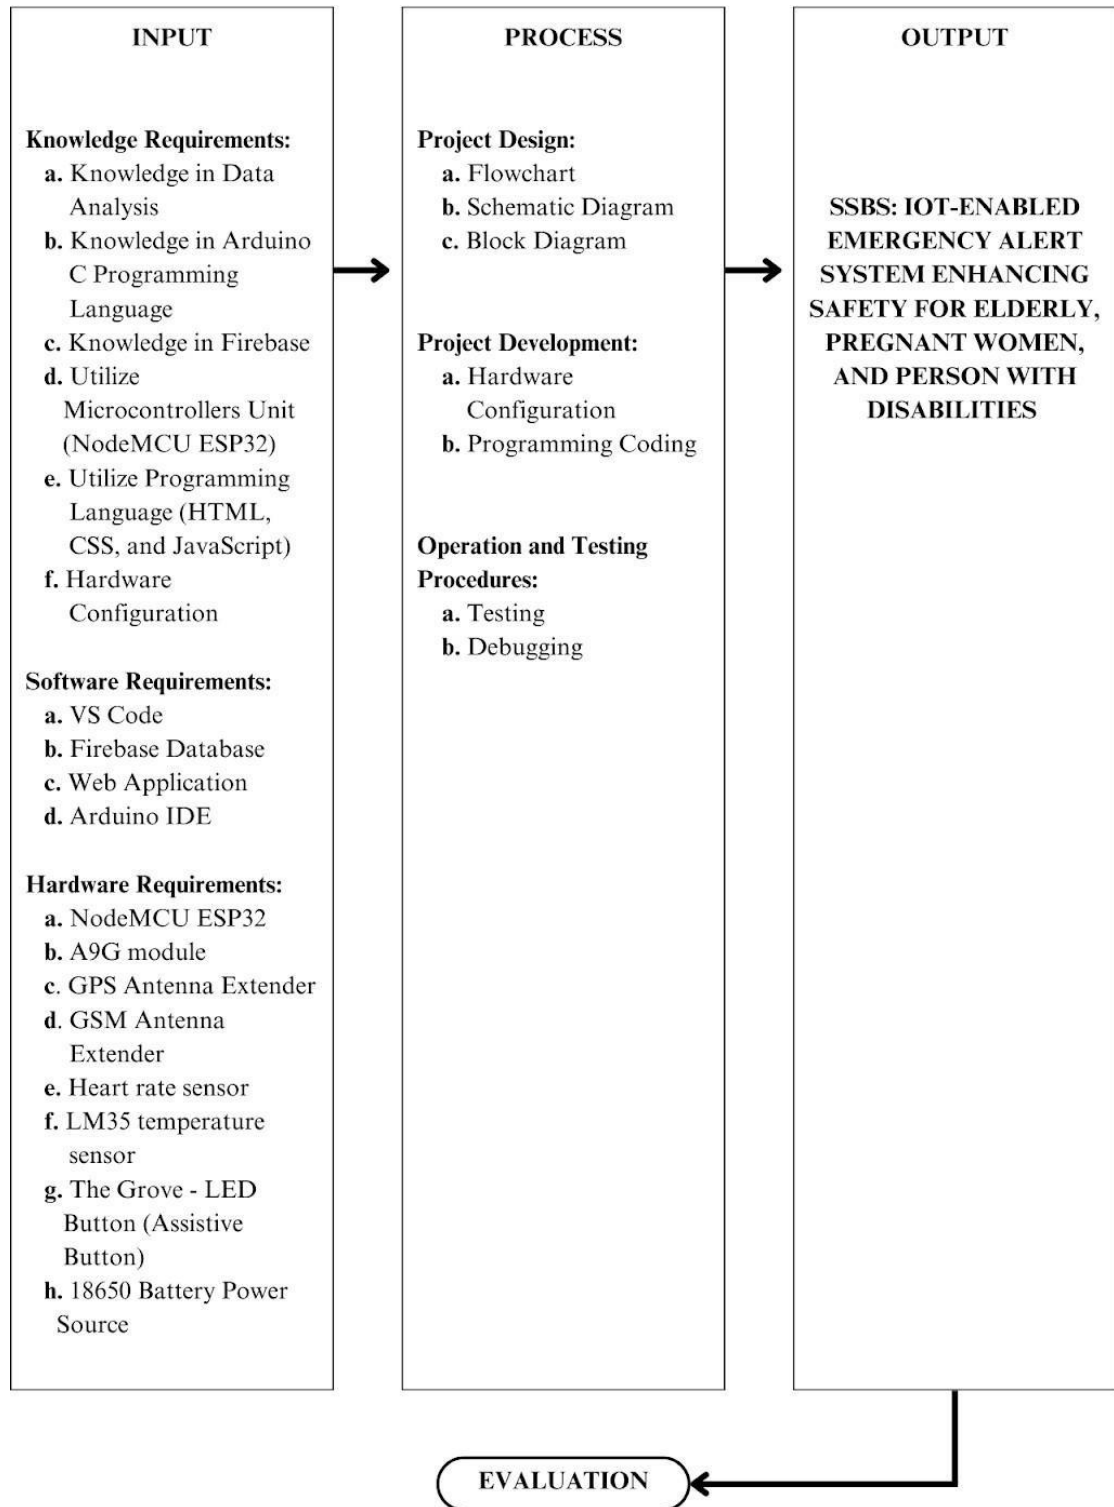 INPUT
Knowledge Requirements:
a. Knowledge in Data
Analysis
b. Knowledge in Arduino
C Programming
Language
c. Knowledge in Firebase
d. Utilize
Microcontrollers Unit
(NodeMCU ESP32)
e. Utilize Programming
Language (HTML,
CSS, and JavaScript)
f. Hardware
Configuration
Software Requirements:
a. VS Code
b. Firebase Database
c. Web Application
d. Arduino IDE
Hardware Requirements:
a. NodeMCU ESP32
b. A9G module
c. GPS Antenna Extender
d. GSM Antenna
Extender
e. Heart rate sensor
f. LM35 temperature
sensor
g. The Grove - LED
Button (Assistive
Button)
h. 18650 Battery Power
Source
PROCESS
Project Design:
a. Flowchart
b. Schematic Diagram
c. Block Diagram
Project Development:
a. Hardware
Configuration
b. Programming Coding
Operation and Testing
Procedures:
a. Testing
b. Debugging
OUTPUT
SSBS: IOT-ENABLED
EMERGENCY ALERT
SYSTEM ENHANCING
SAFETY FOR ELDERLY,
PREGNANT WOMEN,
AND PERSON WITH
DISABILITIES
EVALUATION